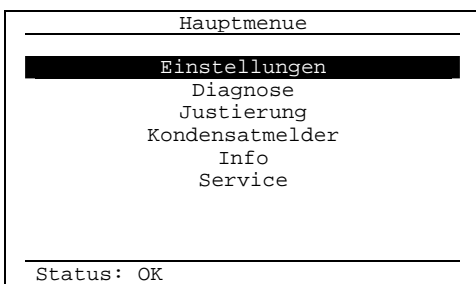 Hauptmenue
Einstellungen
Diagnose
Justierung
Kondensatmelder
Info
Service
Status: OK